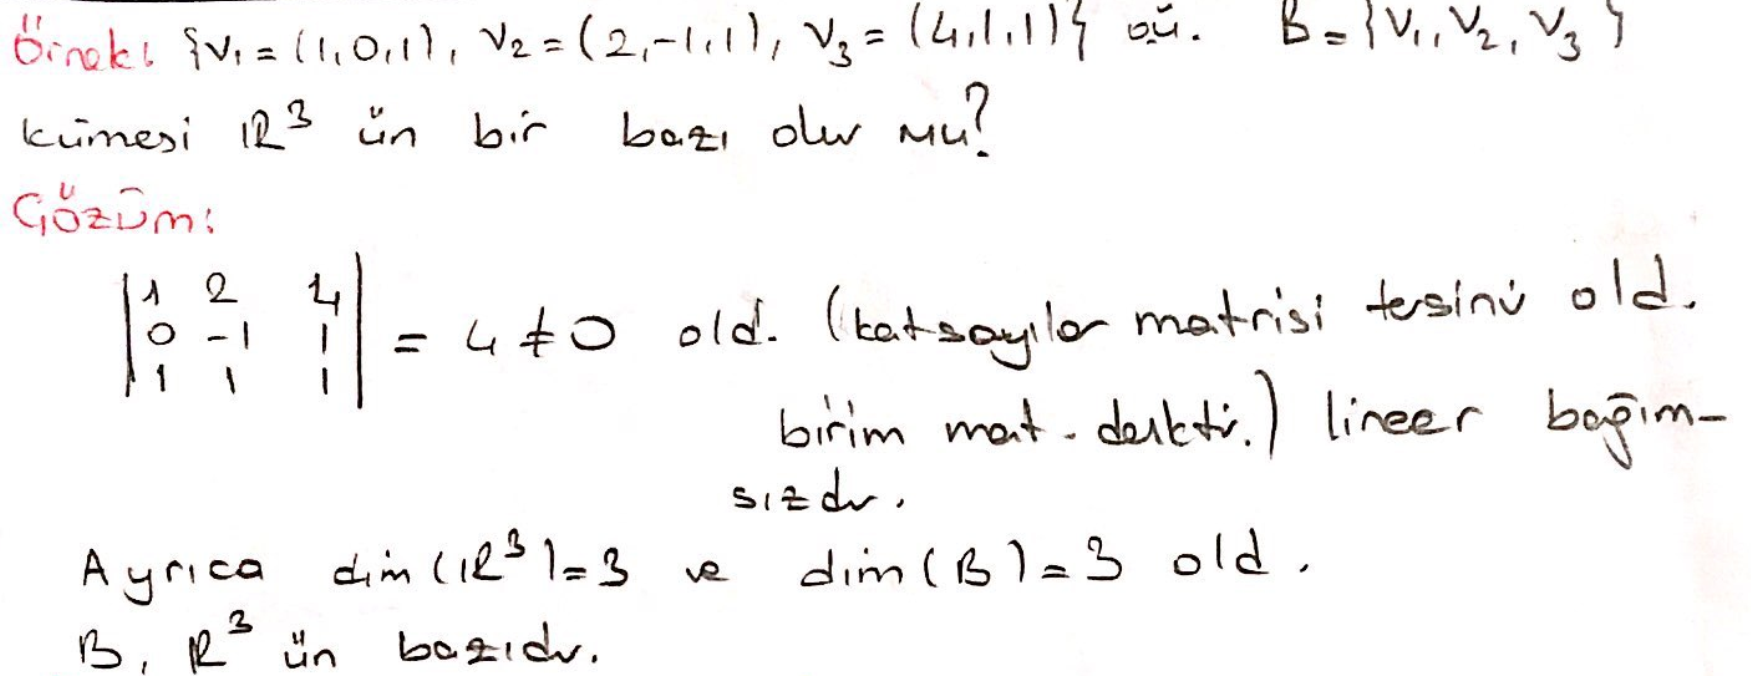 Örnek: {V₁ = (1,0,1), V₂ = (2,-1,1), V₃ = (4,1,1)} oü. B = {V₁, V₂, V₃}
kümesi ℝ³ ün bir bazı olur mu?
Çözüm:
|1 2 4|
|0 -1 1| = 4 ≠ 0 old. (katsayılar matrisi tersinir old.
|1 1 1|
birim mat. denktir.) lineer bağım-
sızdır.
Ayrıca dim(ℝ³) = 3 ve dim(B) = 3 old.
B, ℝ³ ün bazıdır.